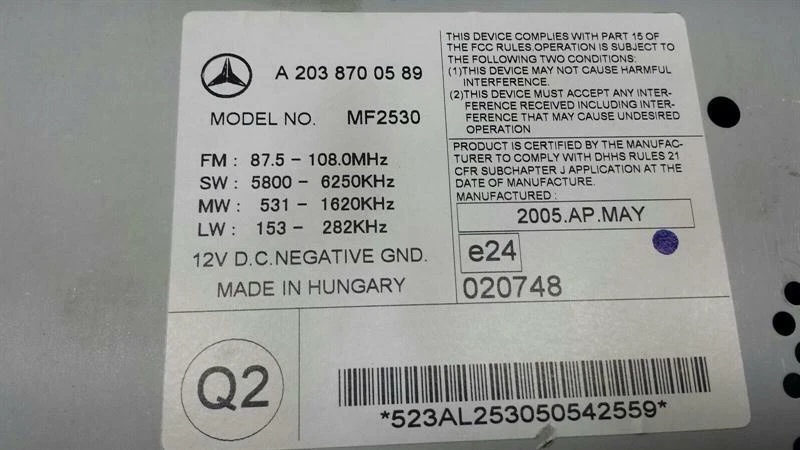 A 203 870 05 89
MODEL NO. MF2530
FM : 87.5 - 108.0MHz
SW : 5800 - 6250KHz
MW : 531 - 1620KHz
LW : 153 - 282KHz
12V D.C.NEGATIVE GND.
MADE IN HUNGARY
THIS DEVICE COMPLIES WITH PART 15 OF
THE FCC RULES.OPERATION IS SUBJECT TO
THE FOLLOWING TWO CONDITIONS:
(1)THIS DEVICE MAY NOT CAUSE HARMFUL
INTERFERENCE.
(2)THIS DEVICE MUST ACCEPT ANY INTER-
FERENCE RECEIVED INCLUDING INTER-
FERENCE THAT MAY CAUSE UNDESIRED
OPERATION
PRODUCT IS CERTIFIED BY THE MANUFAC-
TURER TO COMPLY WITH DHHS RULES 21
CFR SUBCHAPTER J APPLICATION AT THE
DATE OF MANUFACTURE.
MANUFACTURED :
2005.AP.MAY
e24
020748
Q2
*523AL253050542559*